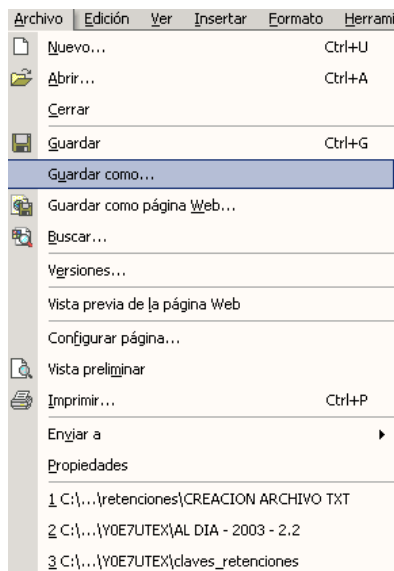 Archivo Edición Ver Insertar Formato Herrami
Nuevo... Ctrl+U
Abrir... Ctrl+A
Cerrar
Guardar Ctrl+G
Guardar como...
Guardar como página Web...
Buscar...
Versiones...
Vista previa de la página Web
Configurar página...
Vista preliminar
Imprimir... Ctrl+P
Enviar a
Propiedades
1 C:\...\retenciones\CREACION ARCHIVO TXT
2 C:\...\Y0E7UTEX\AL DIA - 2003 - 2.2
3 C:\...\Y0E7UTEX\claves_retenciones